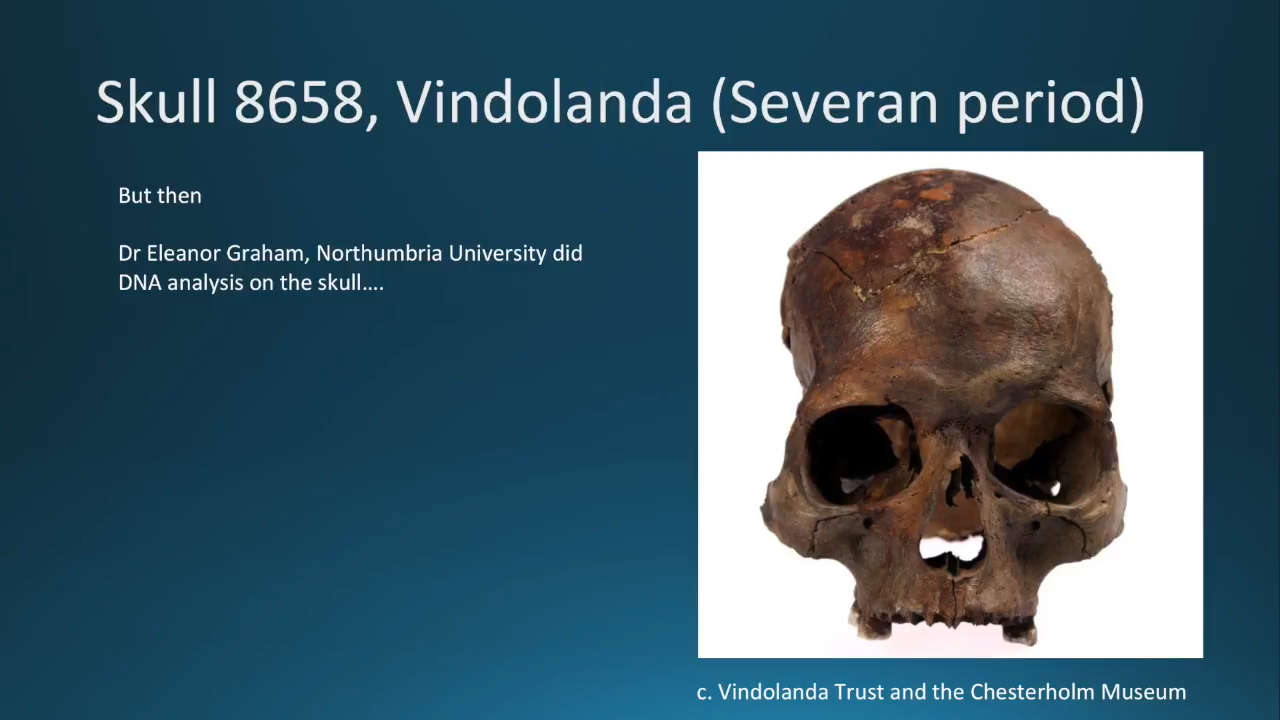 Skull 8658, Vindolanda (Severan period)
But then
Dr Eleanor Graham, Northumbria University did
DNA analysis on the skull....
c. Vindolanda Trust and the Chesterholm Museum